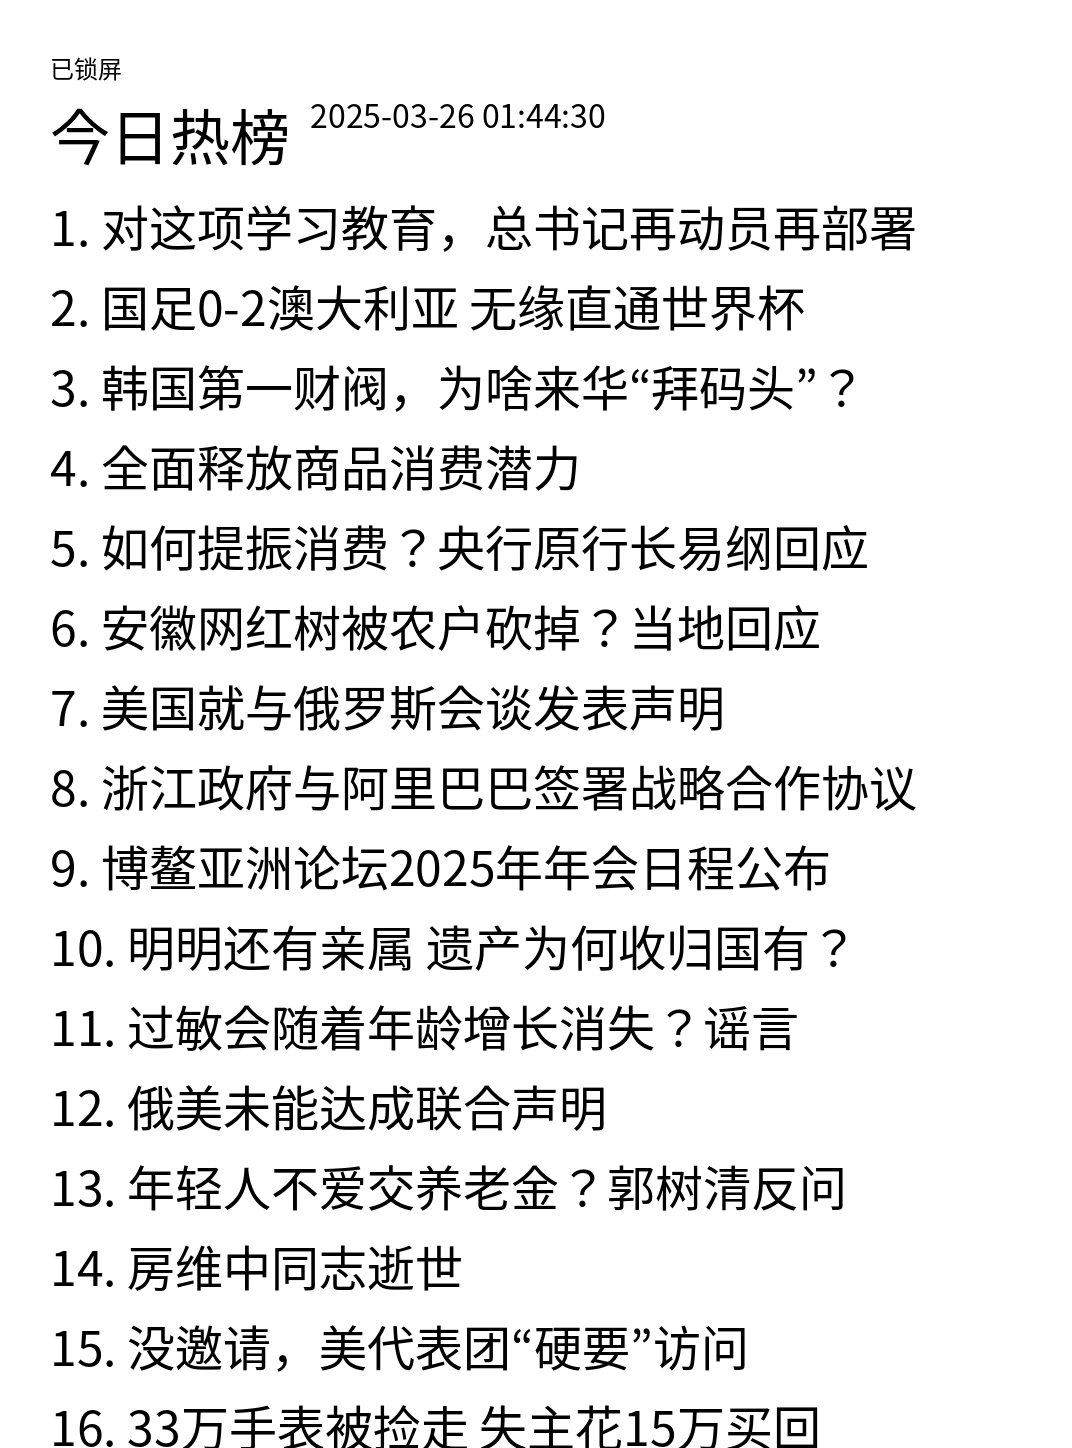 已锁屏
今日热榜 2025-03-26 01:44:30
1. 对这项学习教育，总书记再动员再部署
2. 国足0-2澳大利亚 无缘直通世界杯
3. 韩国第一财阀，为啥来华“拜码头”？
4. 全面释放商品消费潜力
5. 如何提振消费？央行原行长易纲回应
6. 安徽网红树被农户砍掉？当地回应
7. 美国就与俄罗斯会谈发表声明
8. 浙江政府与阿里巴巴签署战略合作协议
9. 博鳌亚洲论坛2025年年会日程公布
10. 明明还有亲属 遗产为何收归国有？
11. 过敏会随着年龄增长消失？谣言
12. 俄美未能达成联合声明
13. 年轻人不爱交养老金？郭树清反问
14. 房维中同志逝世
15. 没邀请，美代表团“硬要”访问
16. 33万手表被捡走 失主花15万买回